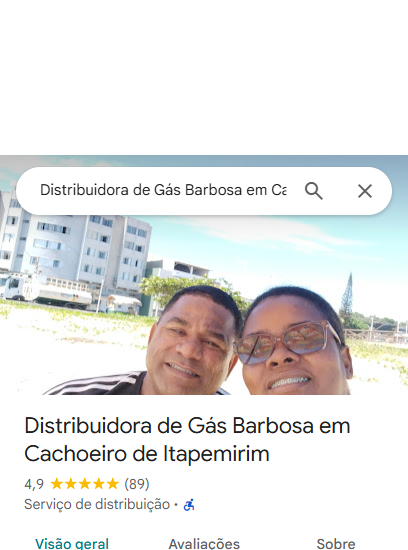 Distribuidora de Gás Barbosa em Ca
Distribuidora de Gás Barbosa em
Cachoeiro de Itapemirim
4,9 (89)
Serviço de distribuição ·
Visão geral Avaliações Sobre